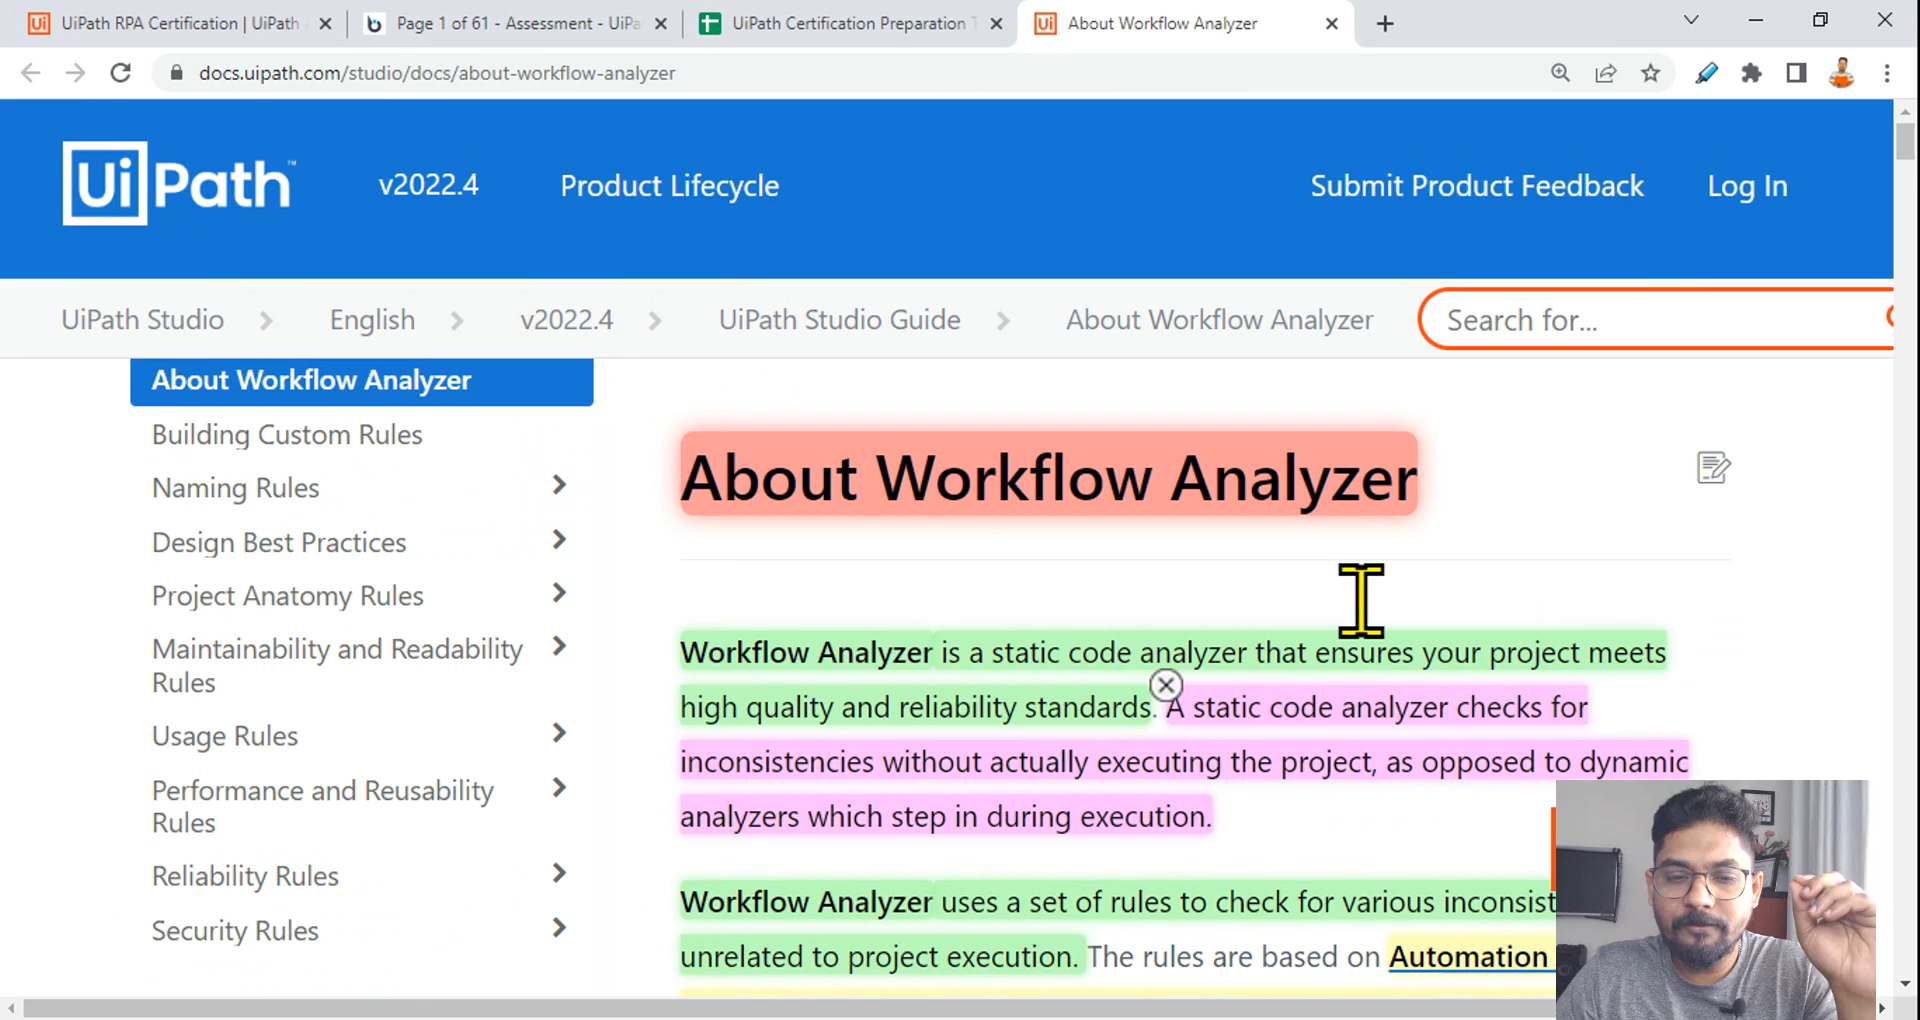 UiPath RPA Certification | UiPath
Page 1 of 61 - Assessment - UiPa
UiPath Certification Preparation T
About Workflow Analyzer
docs.uipath.com/studio/docs/about-workflow-analyzer
UiPath™
v2022.4
Product Lifecycle
Submit Product Feedback
Log In
UiPath Studio
English
v2022.4
UiPath Studio Guide
About Workflow Analyzer
Search for...
About Workflow Analyzer
Building Custom Rules
Naming Rules
Design Best Practices
Project Anatomy Rules
Maintainability and Readability
Rules
Usage Rules
Performance and Reusability
Rules
Reliability Rules
Security Rules
About Workflow Analyzer
Workflow Analyzer is a static code analyzer that ensures your project meets
high quality and reliability standards. A static code analyzer checks for
inconsistencies without actually executing the project, as opposed to dynamic
analyzers which step in during execution.
Workflow Analyzer uses a set of rules to check for various inconsist
unrelated to project execution. The rules are based on Automation